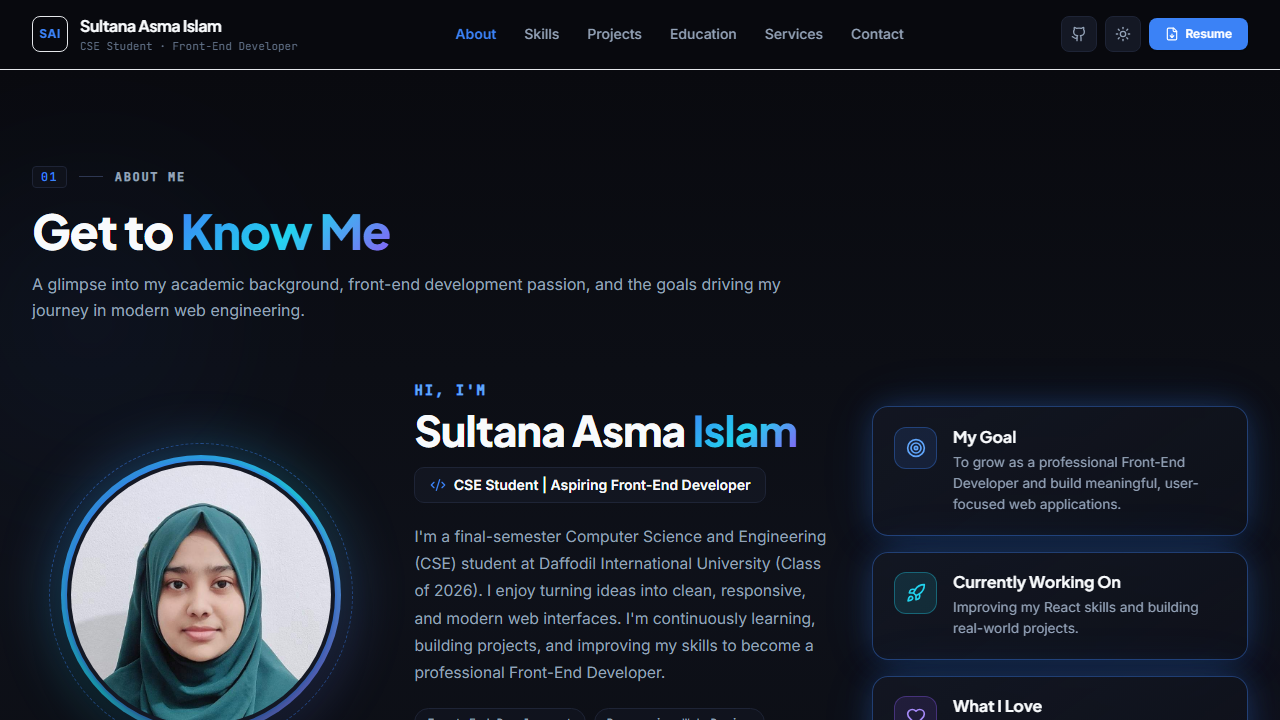 SAI
Sultana Asma Islam
CSE Student · Front-End Developer
About
Skills
Projects
Education
Services
Contact
Resume
01
ABOUT ME
Get to Know Me
A glimpse into my academic background, front-end development passion, and the goals driving my
journey in modern web engineering.
HI, I'M
Sultana Asma Islam
CSE Student | Aspiring Front-End Developer
I'm a final-semester Computer Science and Engineering
(CSE) student at Daffodil International University (Class
of 2026). I enjoy turning ideas into clean, responsive,
and modern web interfaces. I'm continuously learning,
building projects, and improving my skills to become a
professional Front-End Developer.
My Goal
To grow as a professional Front-End
Developer and build meaningful, user-
focused web applications.
Currently Working On
Improving my React skills and building
real-world projects.
What I Love